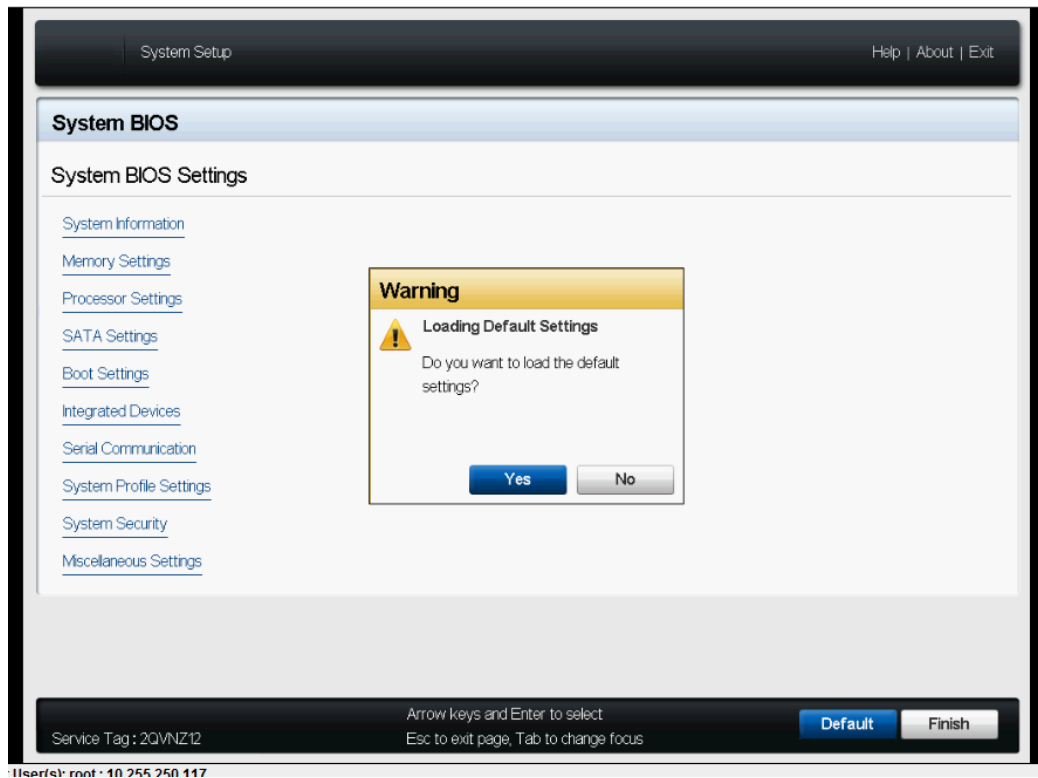 System Setup
Help | About | Exit
System BIOS
System BIOS Settings
System Information
Memory Settings
Processor Settings
SATA Settings
Boot Settings
Integrated Devices
Serial Communication
System Profile Settings
System Security
Miscellaneous Settings
Warning
Loading Default Settings
Do you want to load the default
settings?
Yes
No
Arrow keys and Enter to select
Service Tag : 2QVNZ12
Esc to exit page, Tab to change focus
Default
Finish
User(s): root : 10.255.250.117